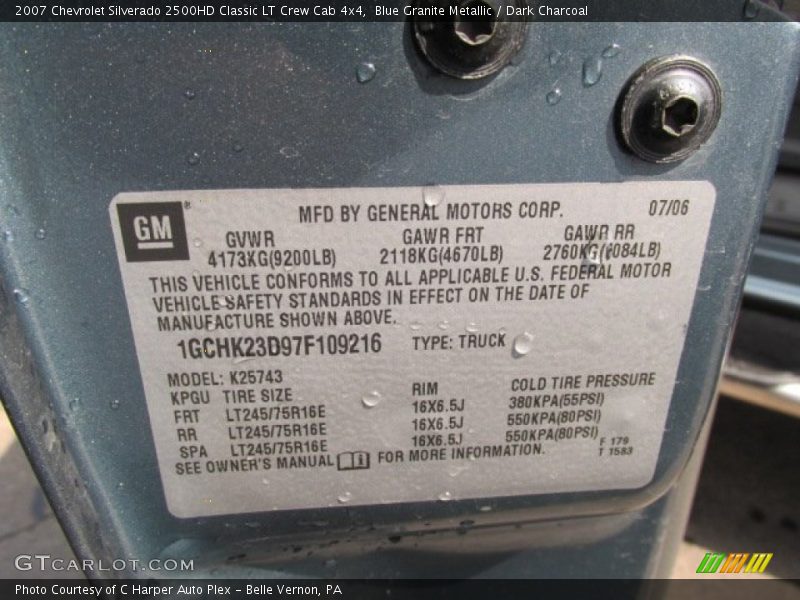 2007 Chevrolet Silverado 2500HD Classic LT Crew Cab 4x4, Blue Granite Metallic / Dark Charcoal
GM ®
MFD BY GENERAL MOTORS CORP. 07/06
GVWR GAWR FRT GAWR RR
4173KG(9200LB) 2118KG(4670LB) 2760KG(6084LB)
THIS VEHICLE CONFORMS TO ALL APPLICABLE U.S. FEDERAL MOTOR
VEHICLE SAFETY STANDARDS IN EFFECT ON THE DATE OF
MANUFACTURE SHOWN ABOVE.
1GCHK23D97F109216 TYPE: TRUCK
MODEL: K25743
KPGU TIRE SIZE RIM COLD TIRE PRESSURE
FRT LT245/75R16E 16X6.5J 380KPA(55PSI)
RR LT245/75R16E 16X6.5J 550KPA(80PSI)
SPA LT245/75R16E 16X6.5J 550KPA(80PSI)
SEE OWNER'S MANUAL FOR MORE INFORMATION.
F 179
T 1583
GTCARLOT.COM
Photo Courtesy of C Harper Auto Plex – Belle Vernon, PA